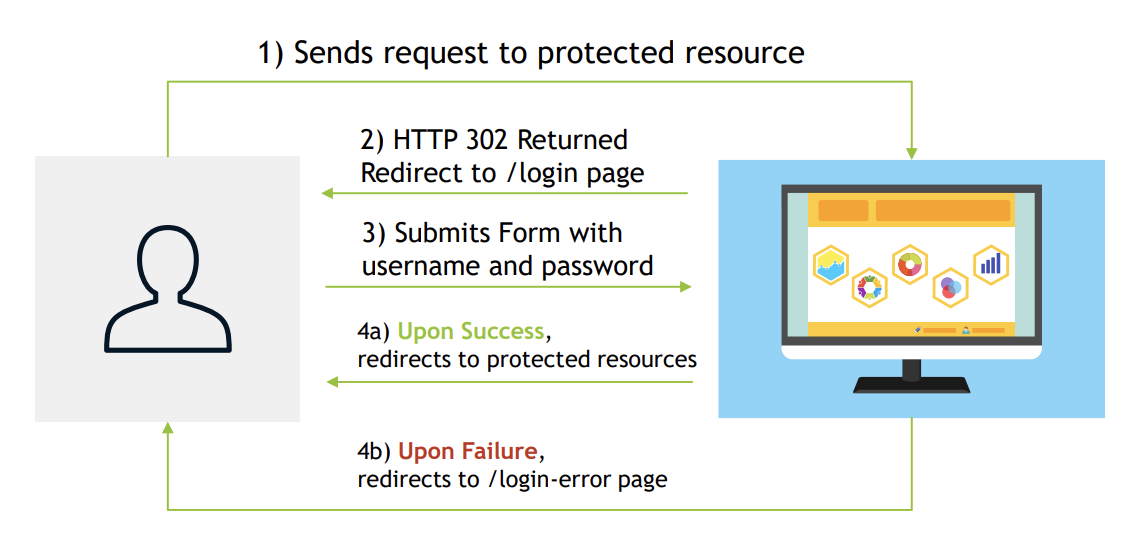 1) Sends request to protected resource
2) HTTP 302 Returned
Redirect to /login page
3) Submits Form with
username and password
4a) Upon Success,
redirects to protected resources
4b) Upon Failure,
redirects to /login-error page